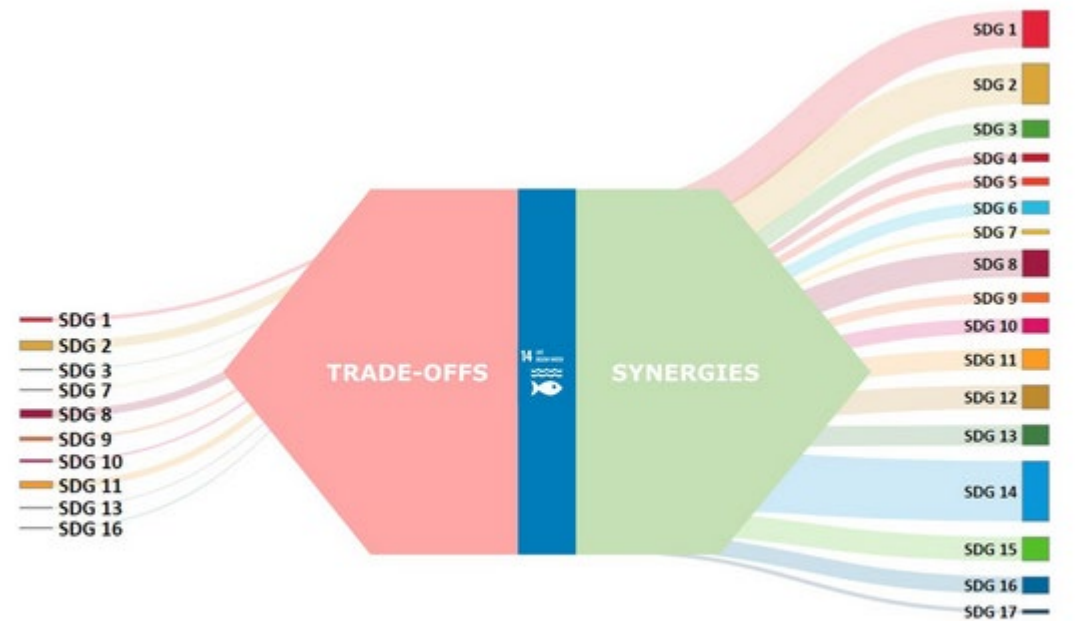 SDG 1
SDG 2
SDG 3
SDG 7
SDG 8
SDG 9
SDG 10
SDG 11
SDG 13
SDG 16
TRADE-OFFS
14
SYNERGIES
SDG 1
SDG 2
SDG 3
SDG 4
SDG 5
SDG 6
SDG 7
SDG 8
SDG 9
SDG 10
SDG 11
SDG 12
SDG 13
SDG 14
SDG 15
SDG 16
SDG 17